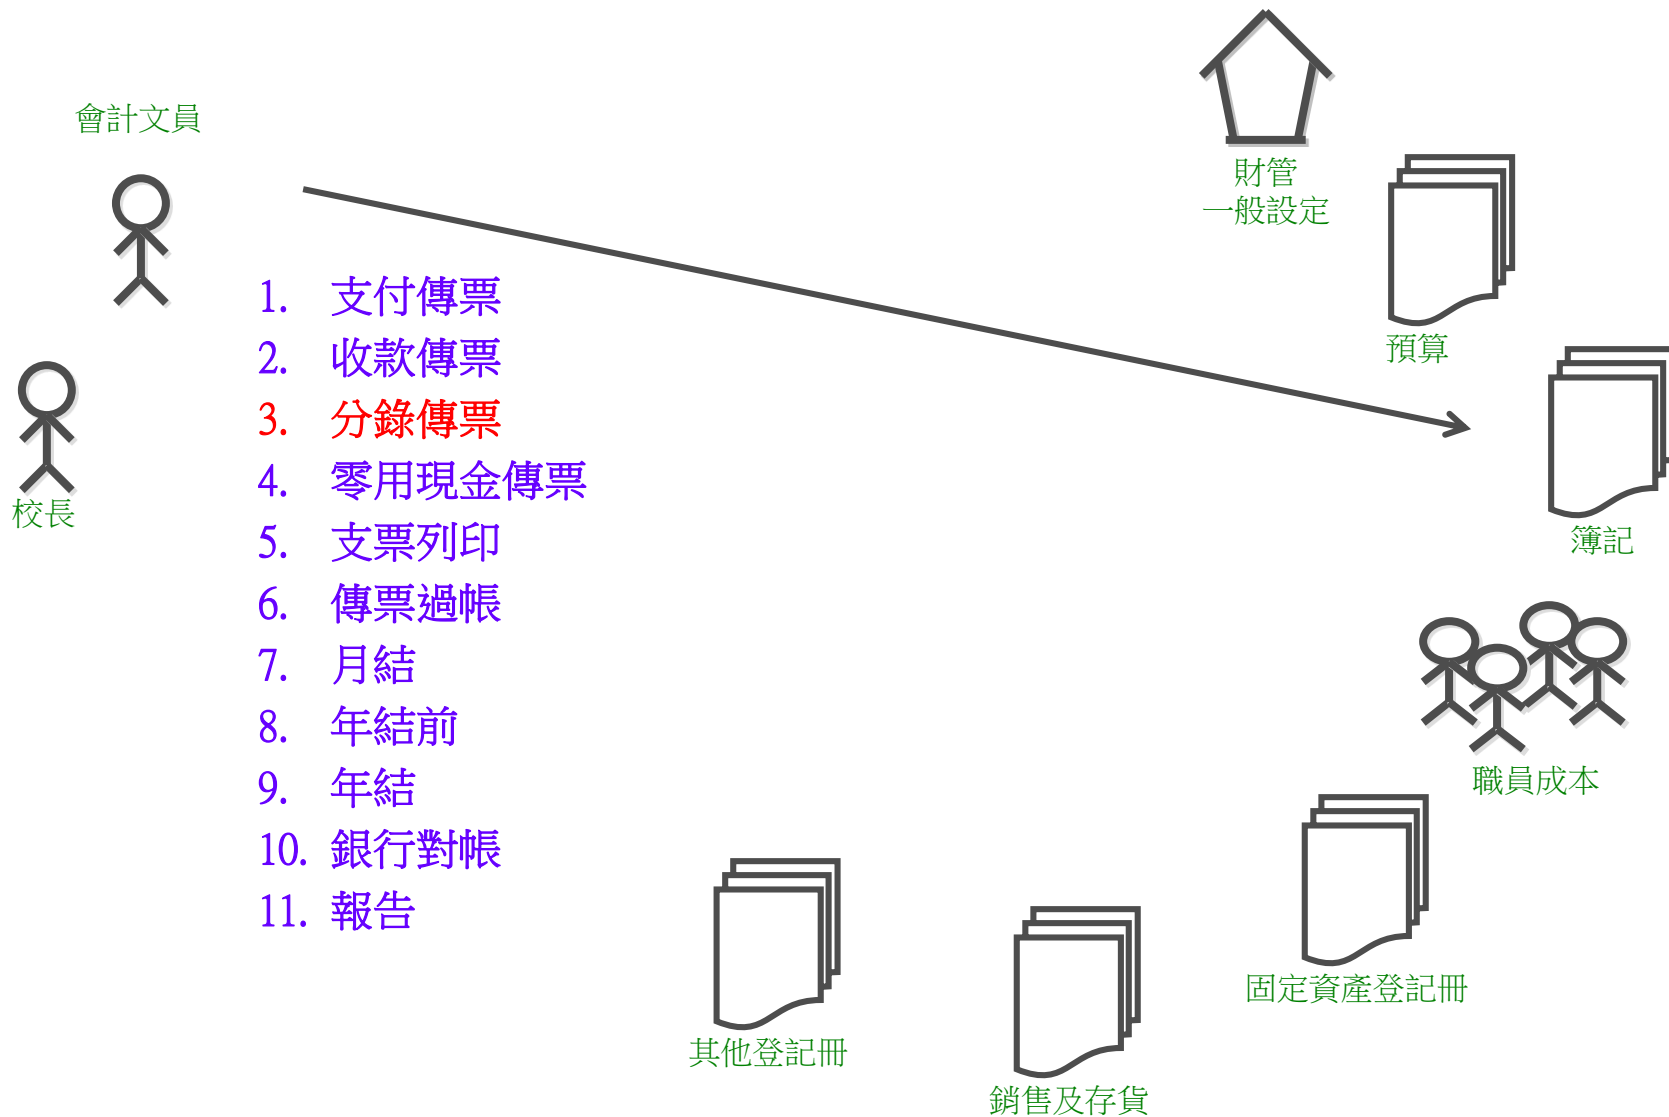 會計文員
校長
1. 支付傳票
2. 收款傳票
3. 分錄傳票
4. 零用現金傳票
5. 支票列印
6. 傳票過帳
7. 月結
8. 年結前
9. 年結
10. 銀行對帳
11. 報告
財管
一般設定
預算
簿記
職員成本
固定資產登記冊
銷售及存貨
其他登記冊